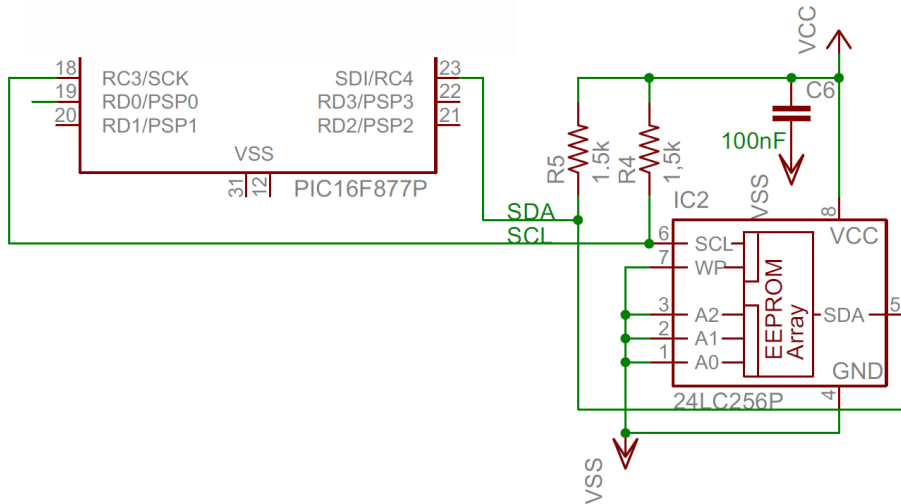 VCC
18 RC3/SCK SDI/RC4 23
19 RD0/PSP0 RD3/PSP3 22
20 RD1/PSP1 RD2/PSP2 21
VSS
31 12 PIC16F877P
C6
100nF
VSS
R5 1.5k R4 1,5k
SDA
SCL
IC2
8
VCC
6 SCL
7 WP
3 A2
2 A1
1 A0
EEPROM
Array
SDA 5
GND
4
24LC256P
VSS